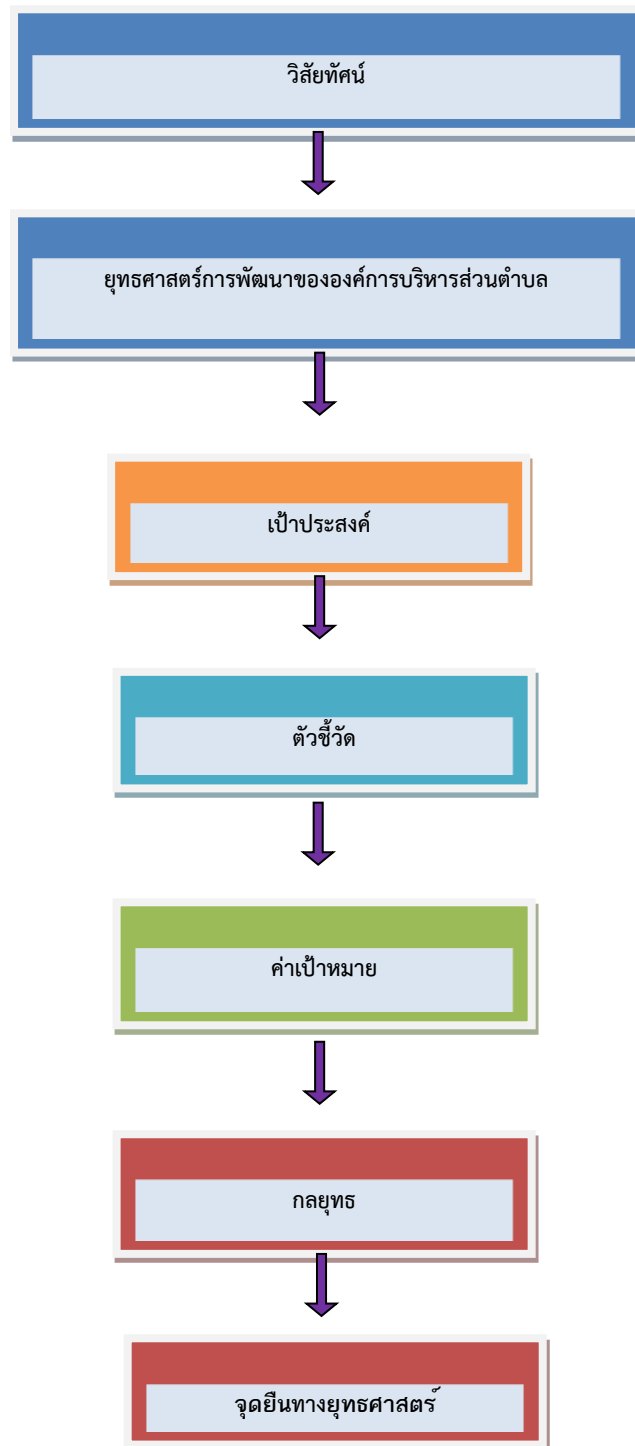 วิสัยทัศน์
ยุทธศาสตร์การพัฒนาขององค์การบริหารส่วนตำบล
เป้าประสงค์
ตัวชี้วัด
ค่าเป้าหมาย
กลยุทธ
จุดยืนทางยุทธศาสตร์